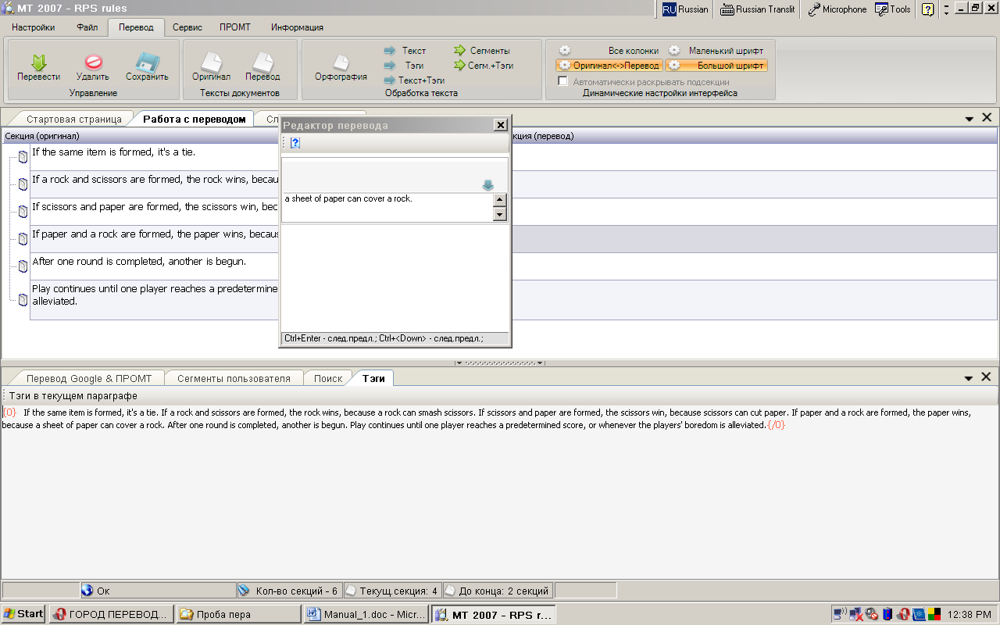 MT 2007 - RPS rules
RU Russian Russian Translit Microphone Tools
Настройки Файл Перевод Сервис ПРОМТ Информация
Перевести Удалить Сохранить
Управление
Оригинал Перевод
Тексты документов
Орфография
Текст Сегменты
Тэги Сегм.+Тэги
Текст+Тэги
Обработка текста
Все колонки Маленький шрифт
Оригинал<->Перевод Большой шрифт
Автоматически раскрывать подсекции
Динамические настройки интерфейса
Стартовая страница Работа с переводом Сл
Секция (оригинал) кция (перевод)
If the same item is formed, it's a tie.
If a rock and scissors are formed, the rock wins, becau
If scissors and paper are formed, the scissors win, bec
If paper and a rock are formed, the paper wins, becaus
After one round is completed, another is begun.
Play continues until one player reaches a predetermine
alleviated.
Редактор перевода
a sheet of paper can cover a rock.
Ctrl+Enter - след.предл.; Ctrl+<Down> - след.предл.;
Перевод Google & ПРОМТ Сегменты пользователя Поиск Тэги
Тэги в текущем параграфе
{0} If the same item is formed, it's a tie. If a rock and scissors are formed, the rock wins, because a rock can smash scissors. If scissors and paper are formed, the scissors win, because scissors can cut paper. If paper and a rock are formed, the paper wins,
because a sheet of paper can cover a rock. After one round is completed, another is begun. Play continues until one player reaches a predetermined score, or whenever the players' boredom is alleviated.{/0}
Ок Кол-во секций - 6 Текущ.секция: 4 До конца: 2 секций
Start ГОРОД ПЕРЕВОД... Проба пера Manual_1.doc - Micr... MT 2007 - RPS r... 12:38 PM